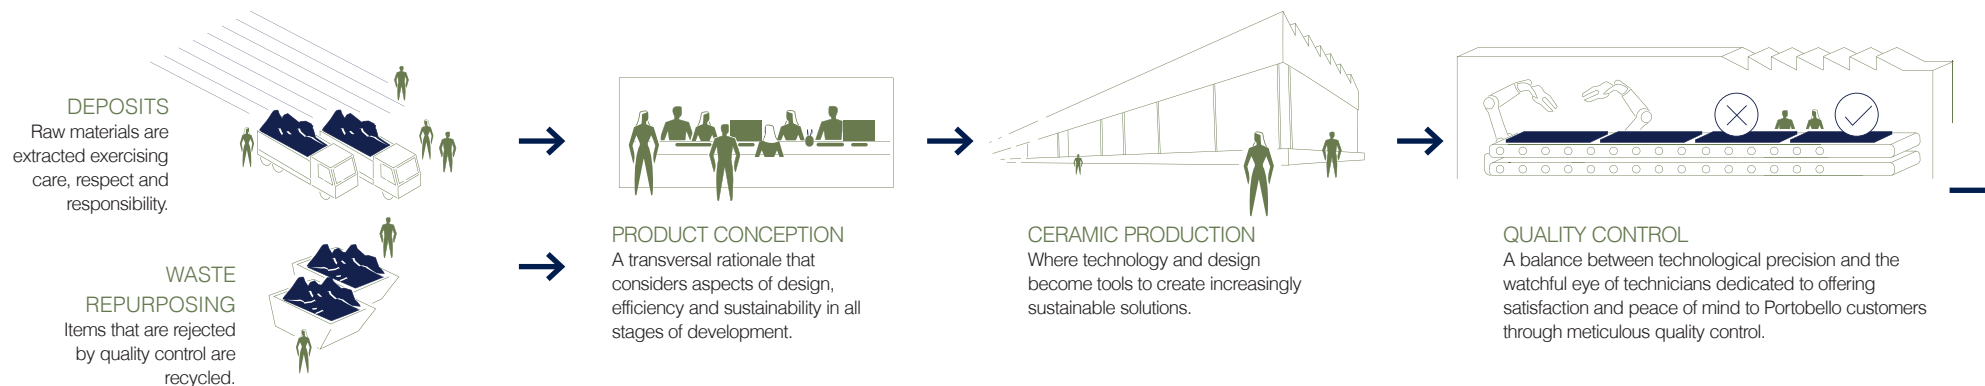 DEPOSITS
Raw materials are
extracted exercising
care, respect and
responsibility.
WASTE
REPURPOSING
Items that are rejected
by quality control are
recycled.
PRODUCT CONCEPTION
A transversal rationale that
considers aspects of design,
efficiency and sustainability in all
stages of development.
CERAMIC PRODUCTION
Where technology and design
become tools to create increasingly
sustainable solutions.
QUALITY CONTROL
A balance between technological precision and the
watchful eye of technicians dedicated to offering
satisfaction and peace of mind to Portobello customers
through meticulous quality control.